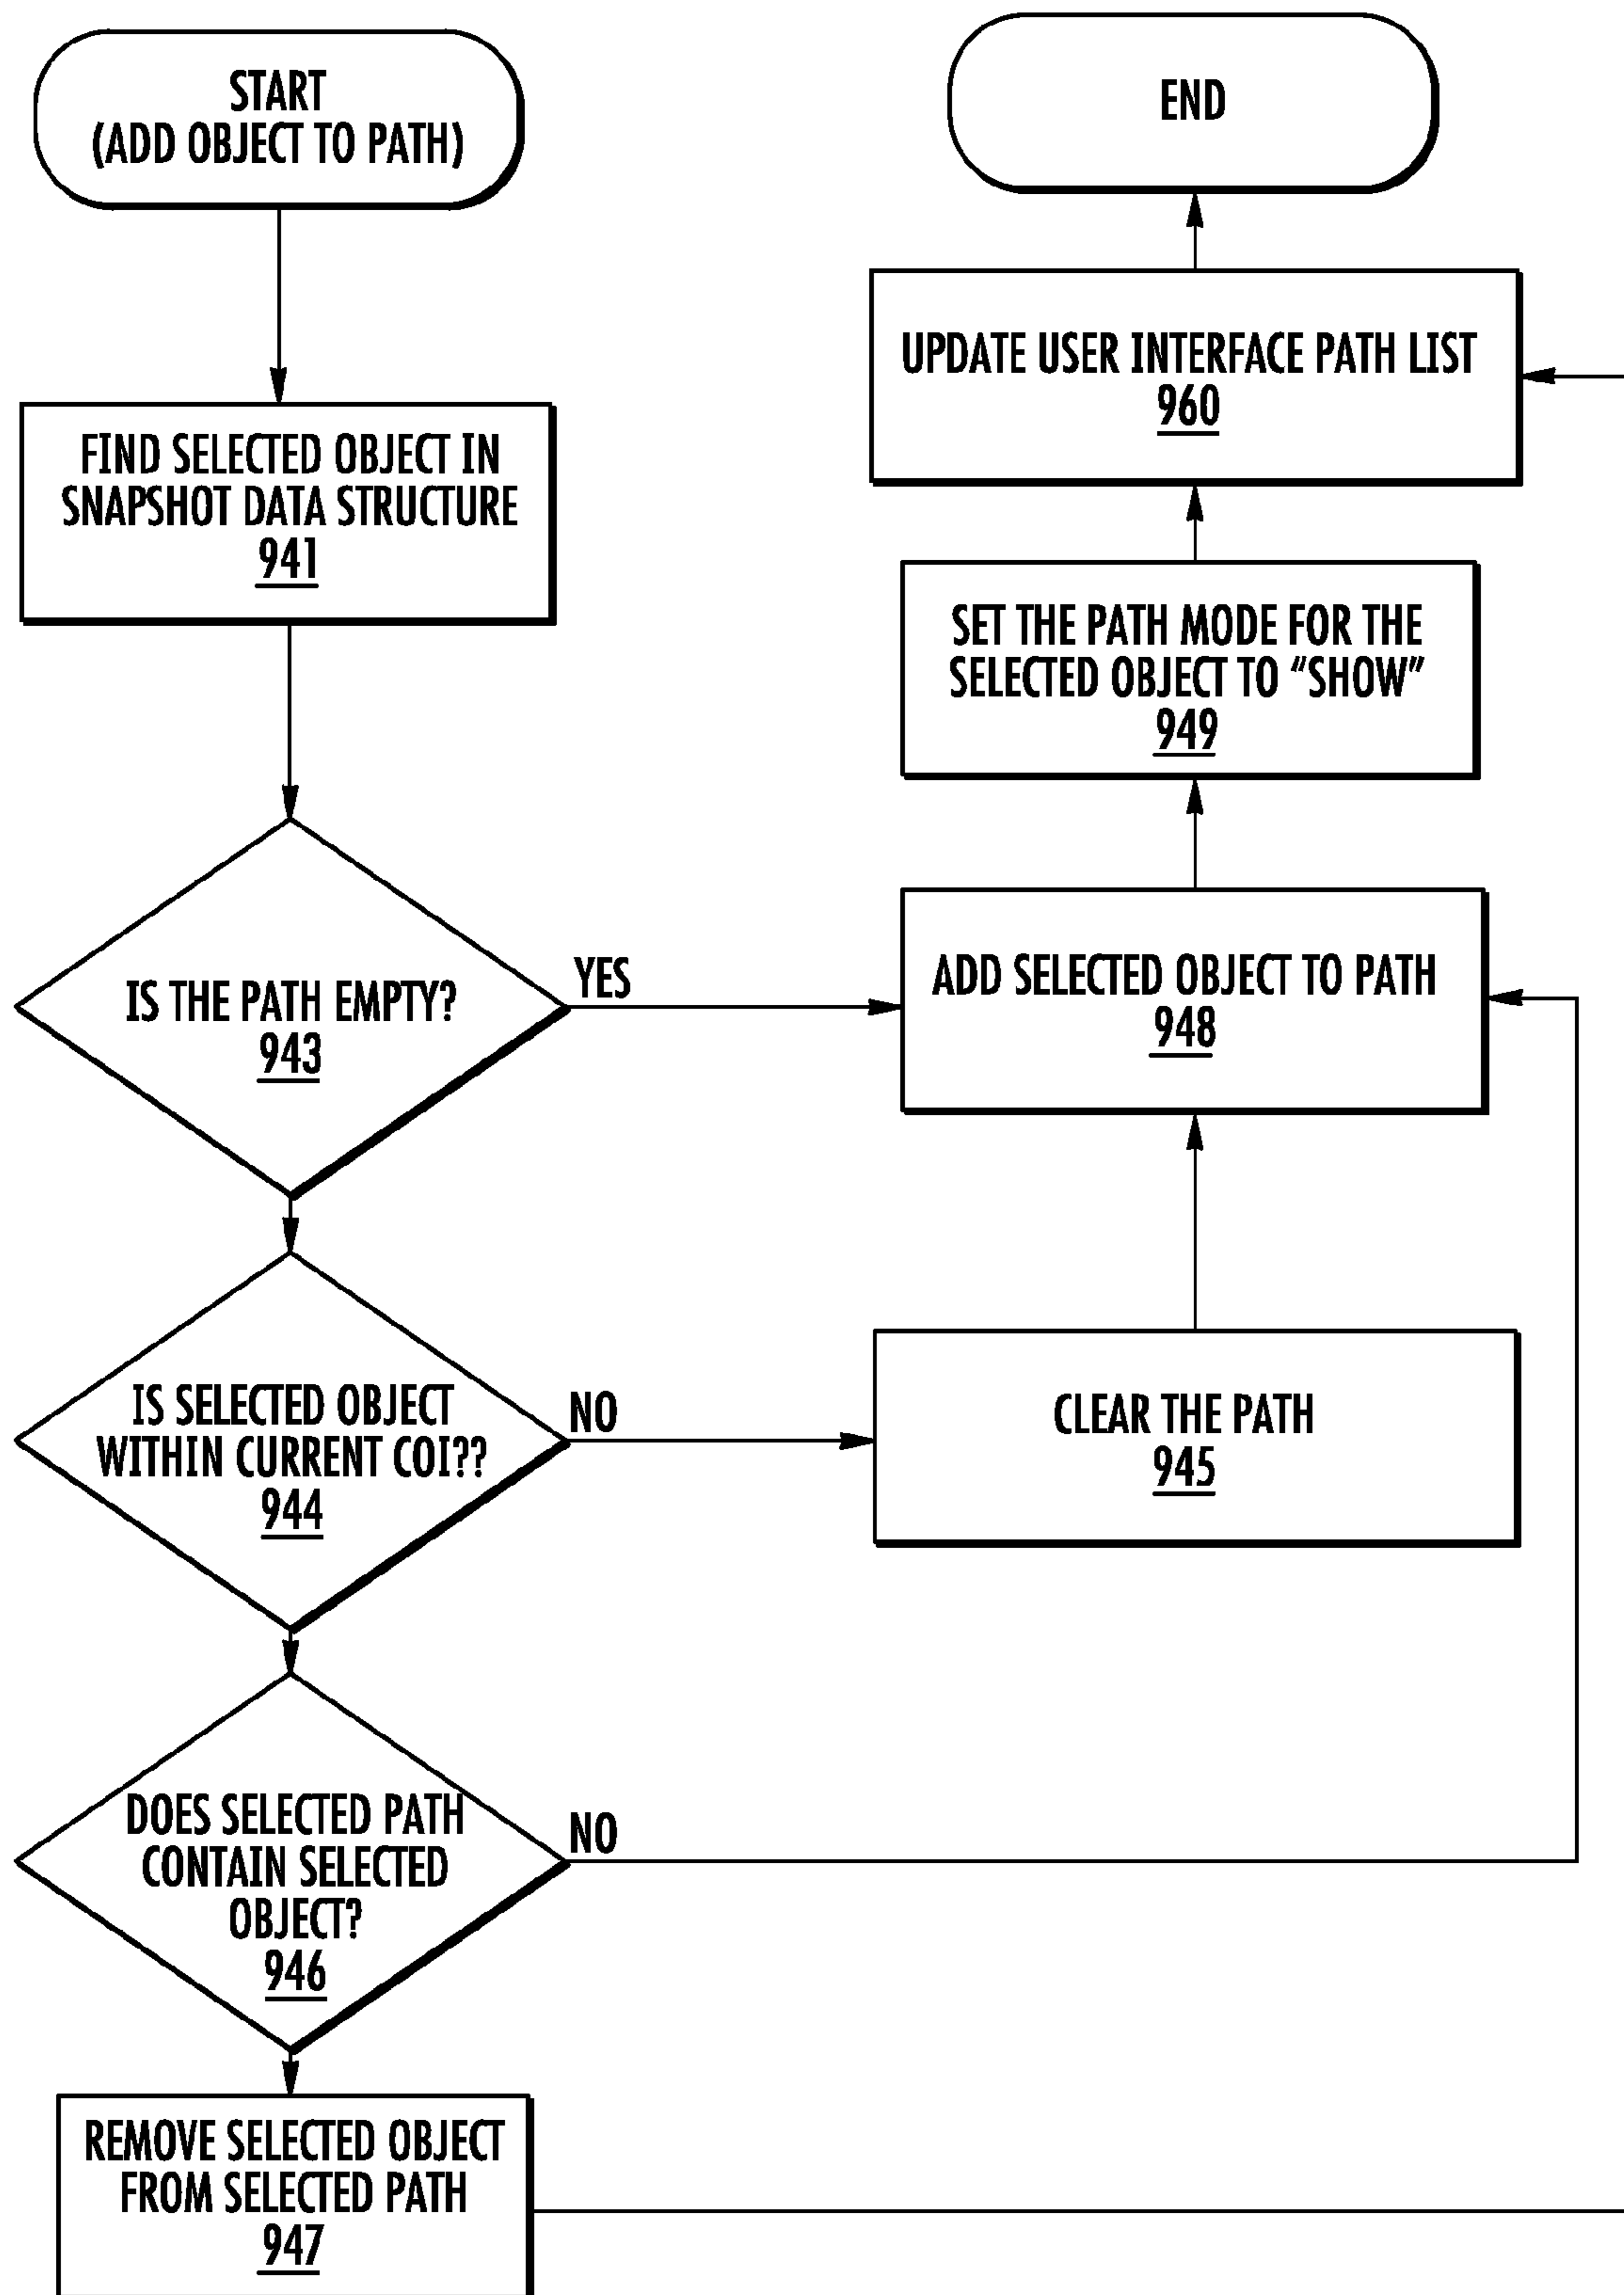 START
(ADD OBJECT TO PATH)
FIND SELECTED OBJECT IN
SNAPSHOT DATA STRUCTURE
941
IS THE PATH EMPTY?
943
YES
IS SELECTED OBJECT
WITHIN CURRENT COI??
944
NO
DOES SELECTED PATH
CONTAIN SELECTED
OBJECT?
946
NO
REMOVE SELECTED OBJECT
FROM SELECTED PATH
947
END
UPDATE USER INTERFACE PATH LIST
960
SET THE PATH MODE FOR THE
SELECTED OBJECT TO “SHOW”
949
ADD SELECTED OBJECT TO PATH
948
CLEAR THE PATH
945